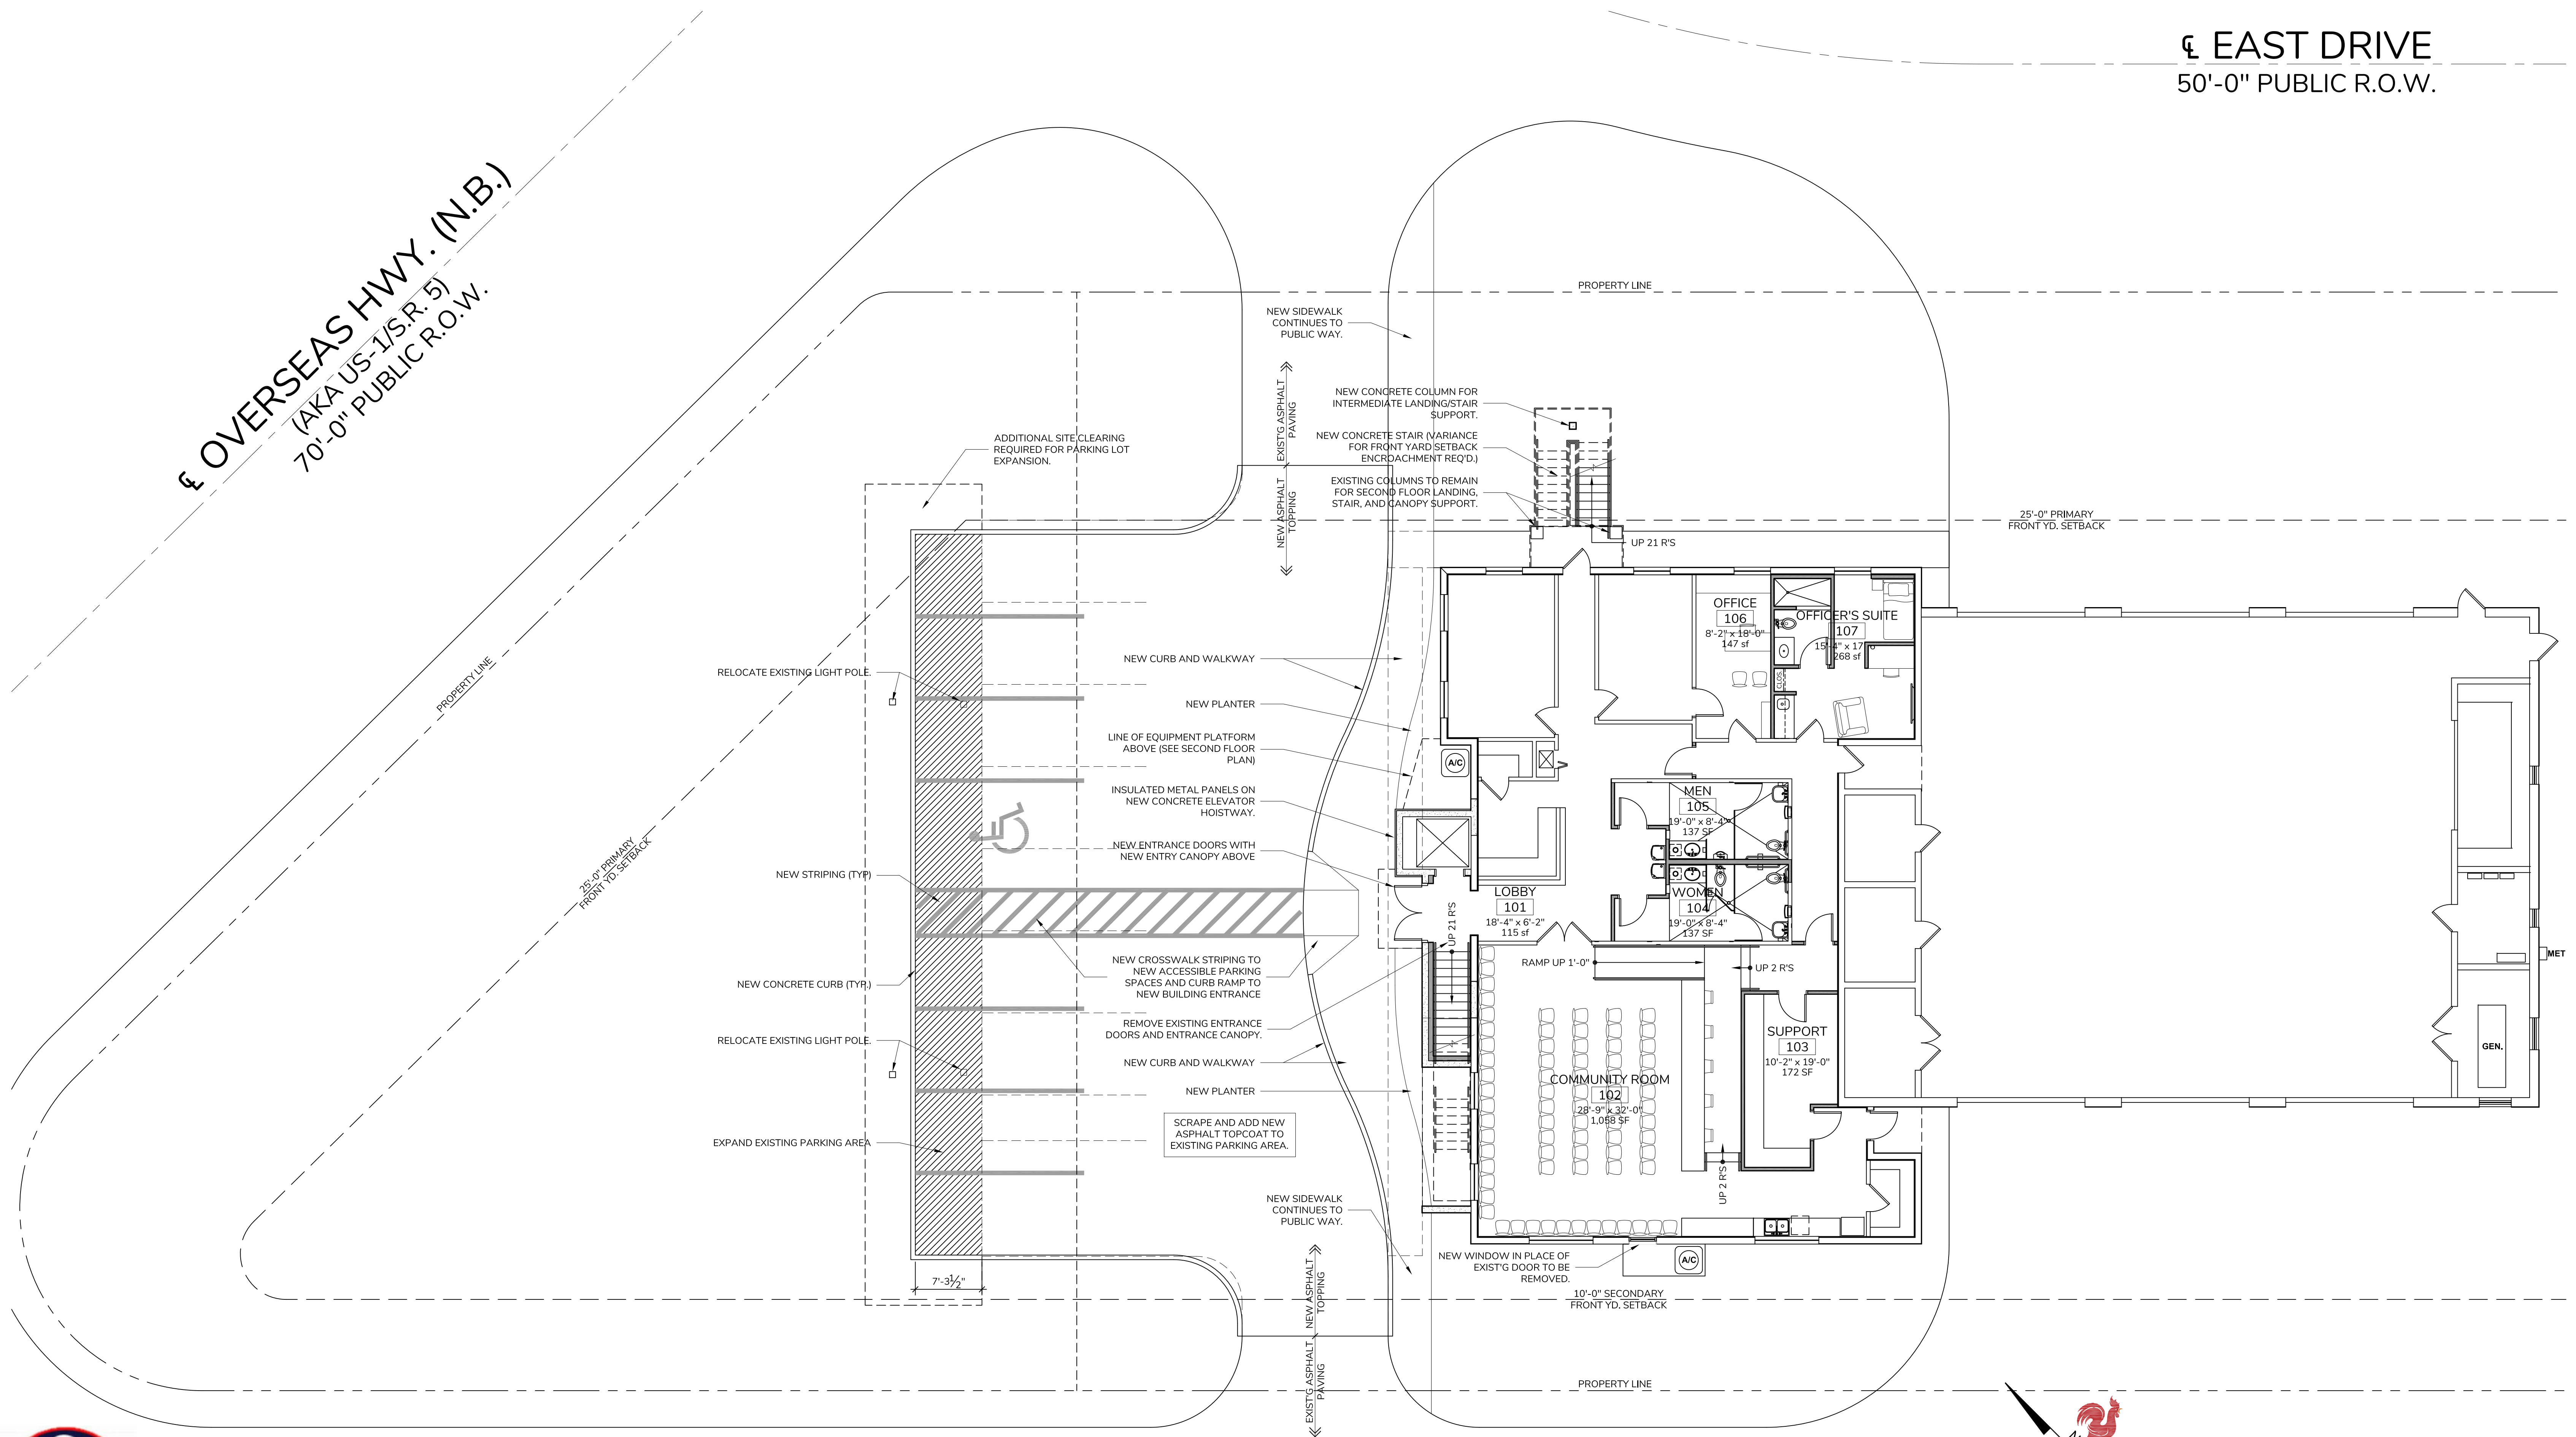 ℄ EAST DRIVE
50'-0" PUBLIC R.O.W.
℄ OVERSEAS HWY. (N.B.)
(AKA US-1/S.R. 5)
70'-0" PUBLIC R.O.W.
PROPERTY LINE
NEW SIDEWALK
CONTINUES TO
PUBLIC WAY.
EXIST'G ASPHALT
PAVING
NEW ASPHALT
TOPPING
NEW CONCRETE COLUMN FOR
INTERMEDIATE LANDING/STAIR
SUPPORT.
NEW CONCRETE STAIR (VARIANCE
FOR FRONT YARD SETBACK
ENCROACHMENT REQ'D.)
EXISTING COLUMNS TO REMAIN
FOR SECOND FLOOR LANDING,
STAIR, AND CANOPY SUPPORT.
ADDITIONAL SITE CLEARING
REQUIRED FOR PARKING LOT
EXPANSION.
25'-0" PRIMARY
FRONT YD. SETBACK
UP 21 R'S
OFFICE
106
8'-2" x 18'-0"
147 sf
OFFICER'S SUITE
107
268 sf
CLOS.
RELOCATE EXISTING LIGHT POLE.
PROPERTY LINE
NEW CURB AND WALKWAY
NEW PLANTER
LINE OF EQUIPMENT PLATFORM
ABOVE (SEE SECOND FLOOR
PLAN)
A/C
INSULATED METAL PANELS ON
NEW CONCRETE ELEVATOR
HOISTWAY.
NEW ENTRANCE DOORS WITH
NEW ENTRY CANOPY ABOVE
MEN
105
19'-0" x 8'-4"
137 SF
25'-0" PRIMARY
FRONT YD. SETBACK
NEW STRIPING (TYP)
LOBBY
101
18'-4" x 6'-2"
115 sf
WOMEN
104
19'-0" x 8'-4"
137 SF
UP 21 R'S
NEW CONCRETE CURB (TYP.)
NEW CROSSWALK STRIPING TO
NEW ACCESSIBLE PARKING
SPACES AND CURB RAMP TO
NEW BUILDING ENTRANCE
RAMP UP 1'-0"
UP 2 R'S
MET
REMOVE EXISTING ENTRANCE
DOORS AND ENTRANCE CANOPY.
RELOCATE EXISTING LIGHT POLE.
NEW CURB AND WALKWAY
NEW PLANTER
SUPPORT
103
10'-2" x 19'-0"
172 SF
GEN.
COMMUNITY ROOM
102
28'-9" x 32'-0"
1,058 SF
SCRAPE AND ADD NEW
ASPHALT TOPCOAT TO
EXISTING PARKING AREA.
EXPAND EXISTING PARKING AREA
UP 2 R'S
NEW SIDEWALK
CONTINUES TO
PUBLIC WAY.
NEW WINDOW IN PLACE OF
EXIST'G DOOR TO BE
REMOVED.
A/C
7'-3½"
NEW ASPHALT
TOPPING
EXIST'G ASPHALT
PAVING
10'-0" SECONDARY
FRONT YD. SETBACK
PROPERTY LINE